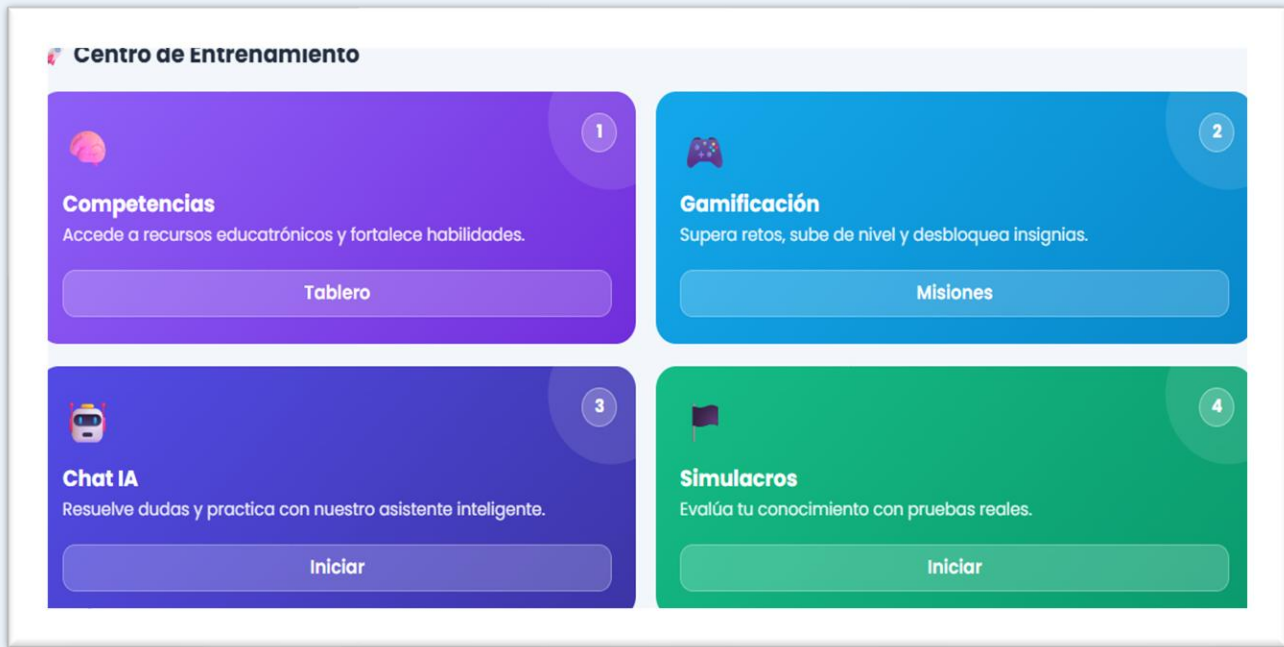 Centro de Entrenamiento
1
Competencias
Accede a recursos educatrónicos y fortalece habilidades.
Tablero
2
Gamificación
Supera retos, sube de nivel y desbloquea insignias.
Misiones
3
Chat IA
Resuelve dudas y practica con nuestro asistente inteligente.
Iniciar
4
Simulacros
Evalúa tu conocimiento con pruebas reales.
Iniciar